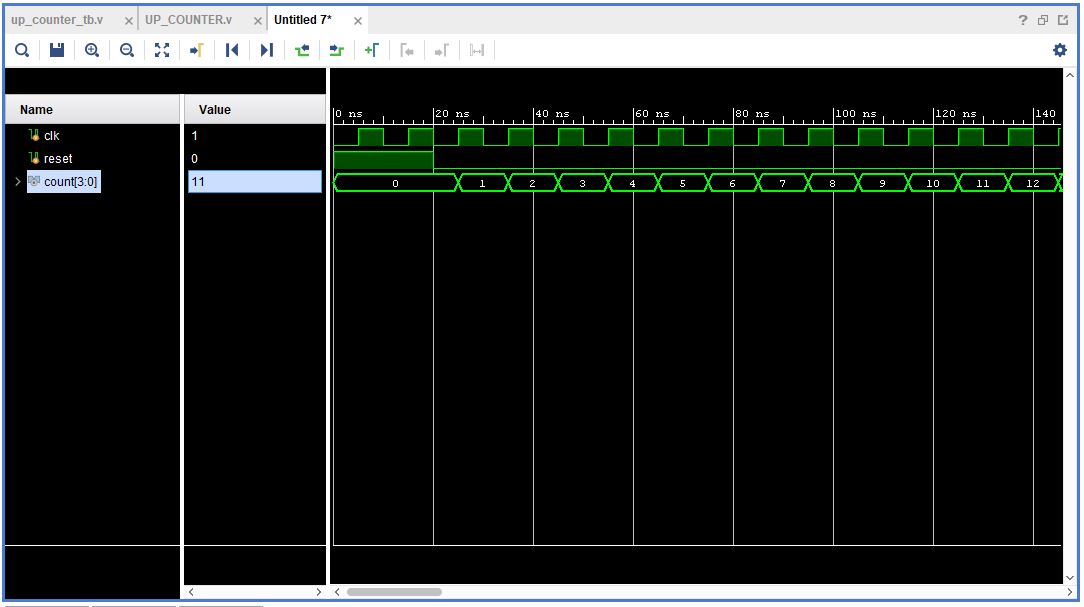 up_counter_tb.v × UP_COUNTER.v × Untitled 7* ×
?
Name Value
0 ns 20 ns 40 ns 60 ns 80 ns 100 ns 120 ns 140
clk 1
reset 0
count[3:0] 11 0 1 2 3 4 5 6 7 8 9 10 11 12